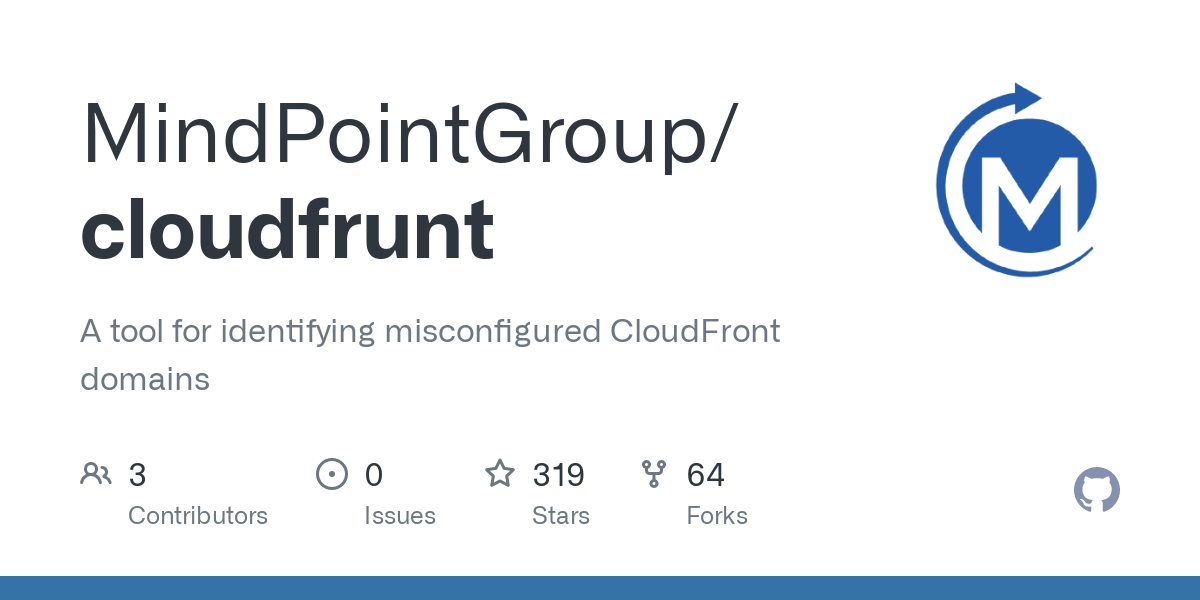 MindPointGroup/
cloudfrunt
M
A tool for identifying misconfigured CloudFront
domains
3
Contributors
0
Issues
319
Stars
64
Forks